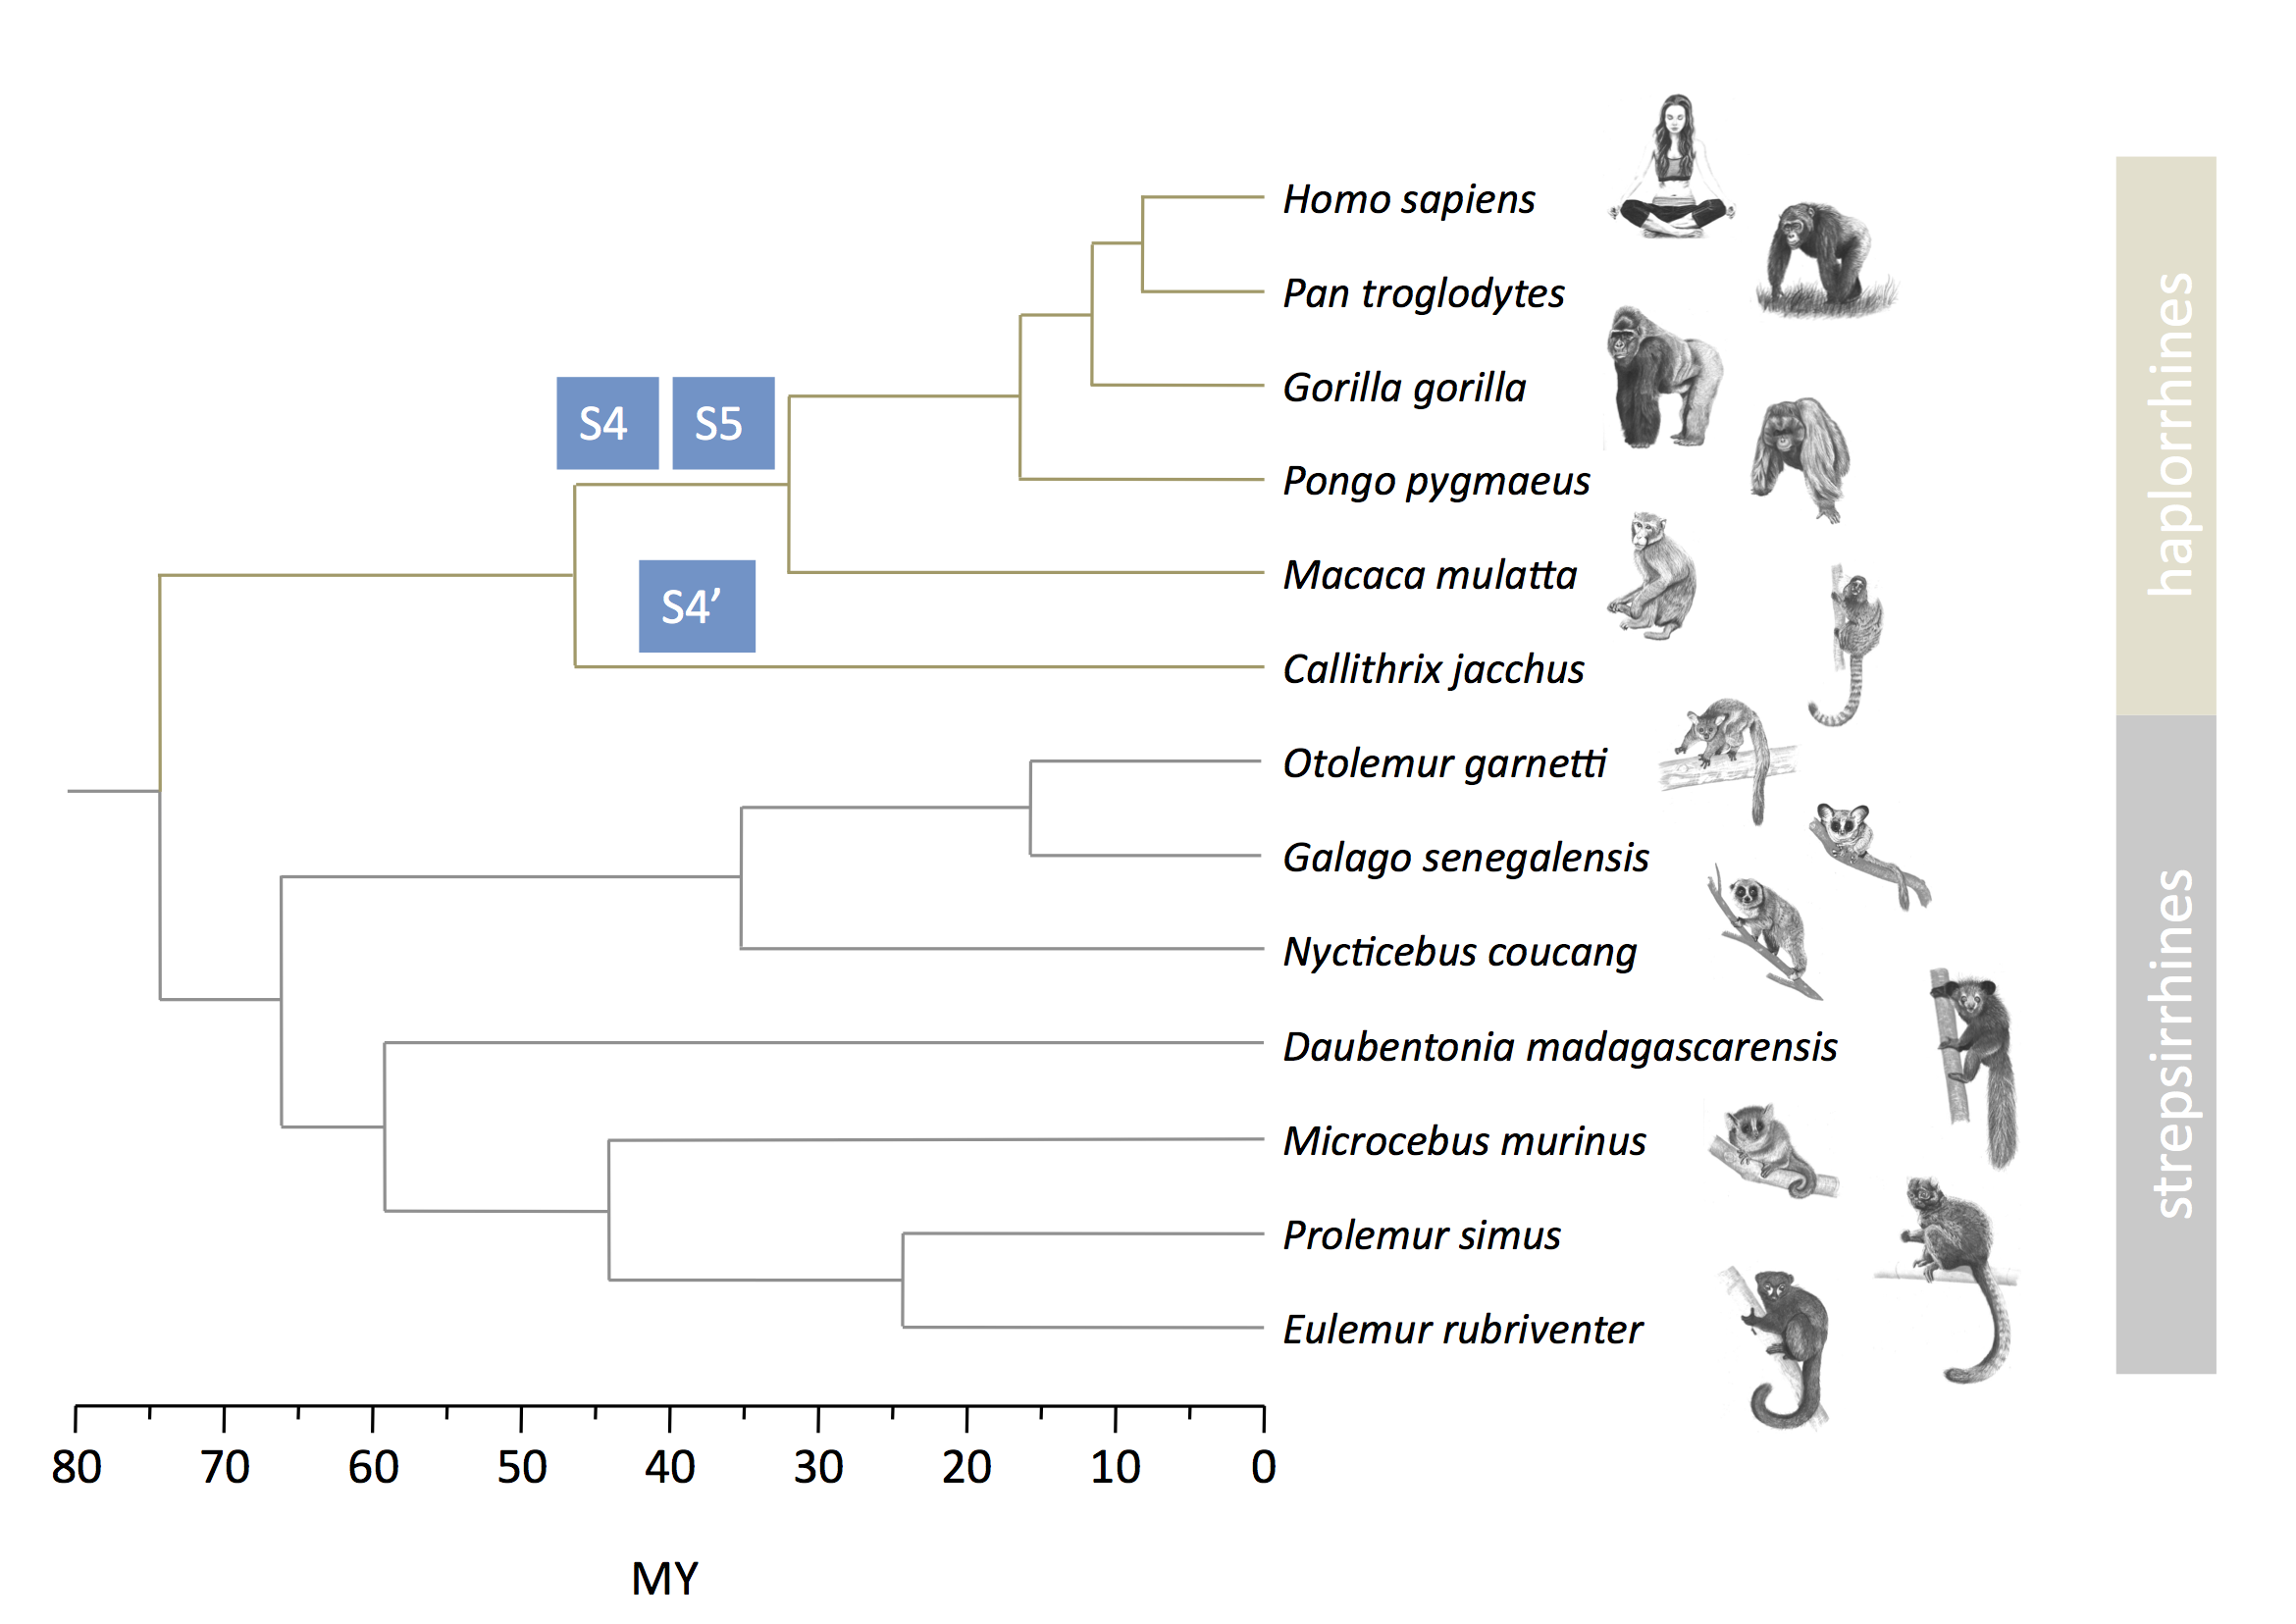 Homo sapiens
Pan troglodytes
Gorilla gorilla
S4 S5
Pongo pygmaeus
Macaca mulatta
S4’
Callithrix jacchus
haplorrhines
Otolemur garnetti
Galago senegalensis
Nycticebus coucang
Daubentonia madagascarensis
Microcebus murinus
Prolemur simus
Eulemur rubriventer
strepsirrhines
80 70 60 50 40 30 20 10 0
MY